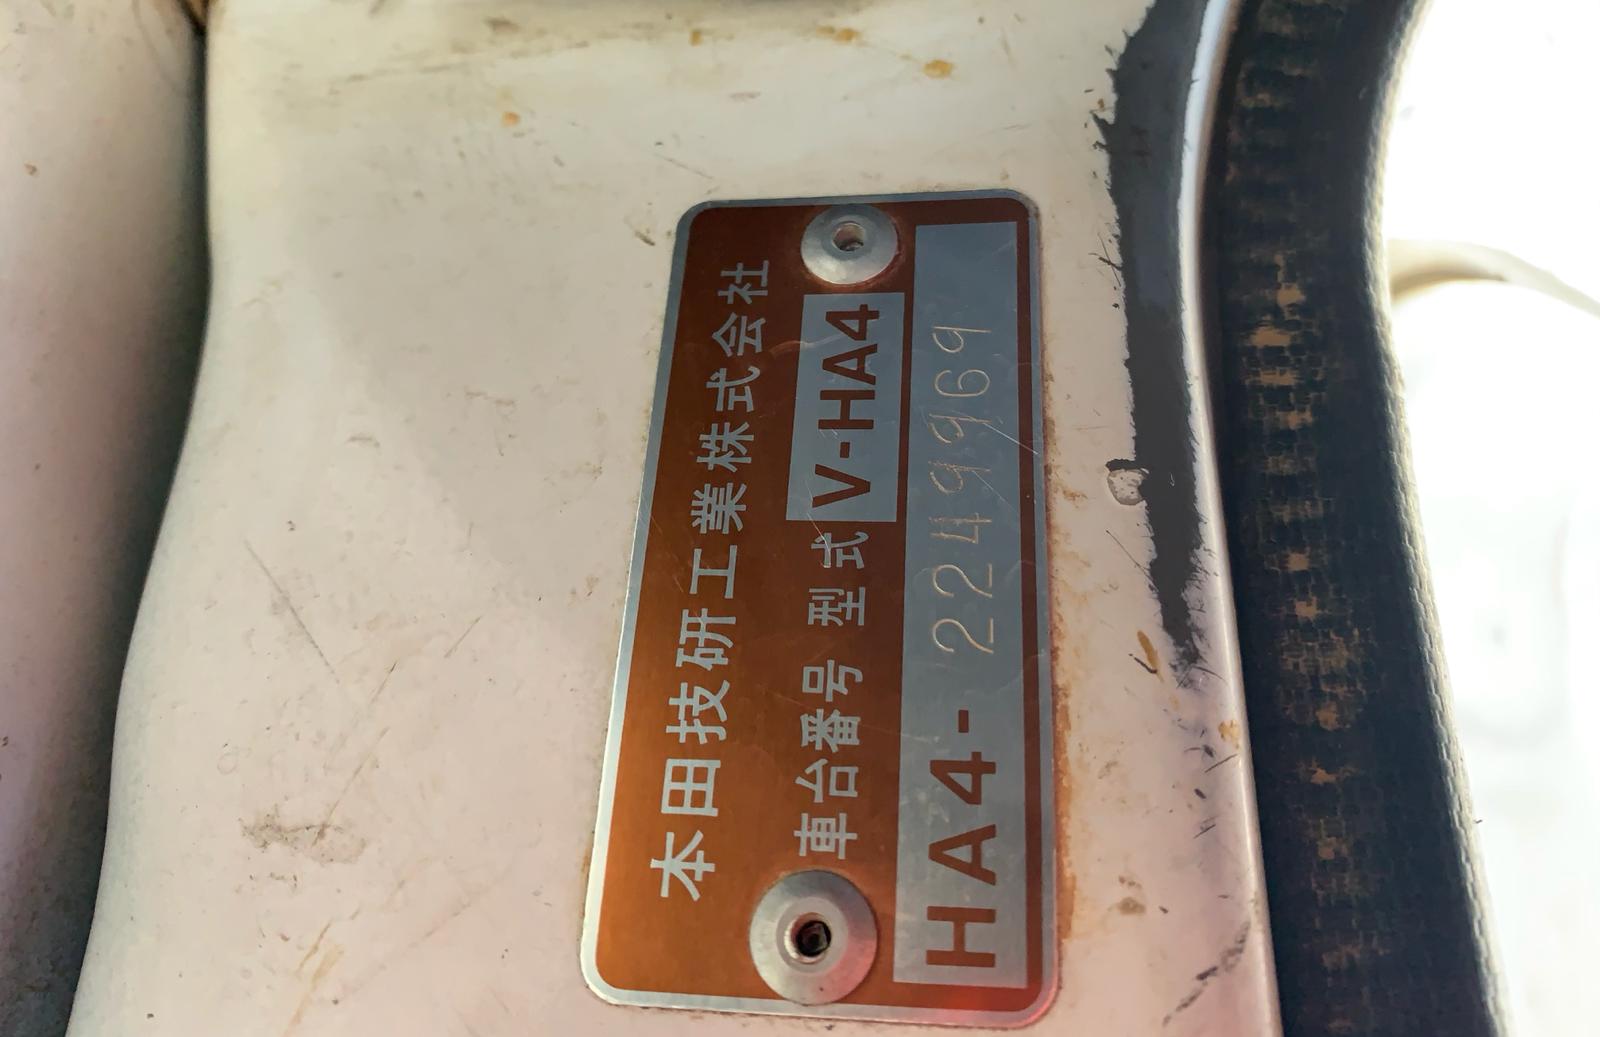 本田技研工業株式会社
車台番号 型式 V-HA4
HA4- 2249969